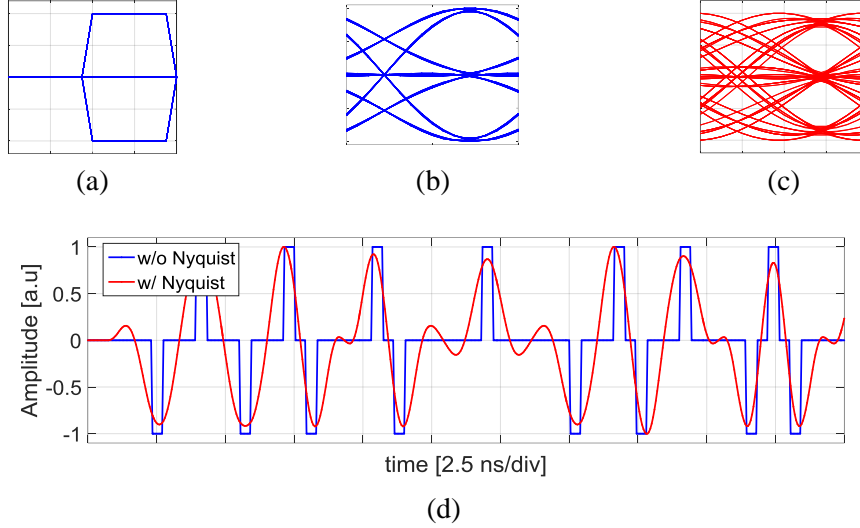 (a)
(b)
(c)
w/o Nyquist
w/ Nyquist
1
0.5
0
-0.5
-1
Amplitude [a.u]
time [2.5 ns/div]
(d)